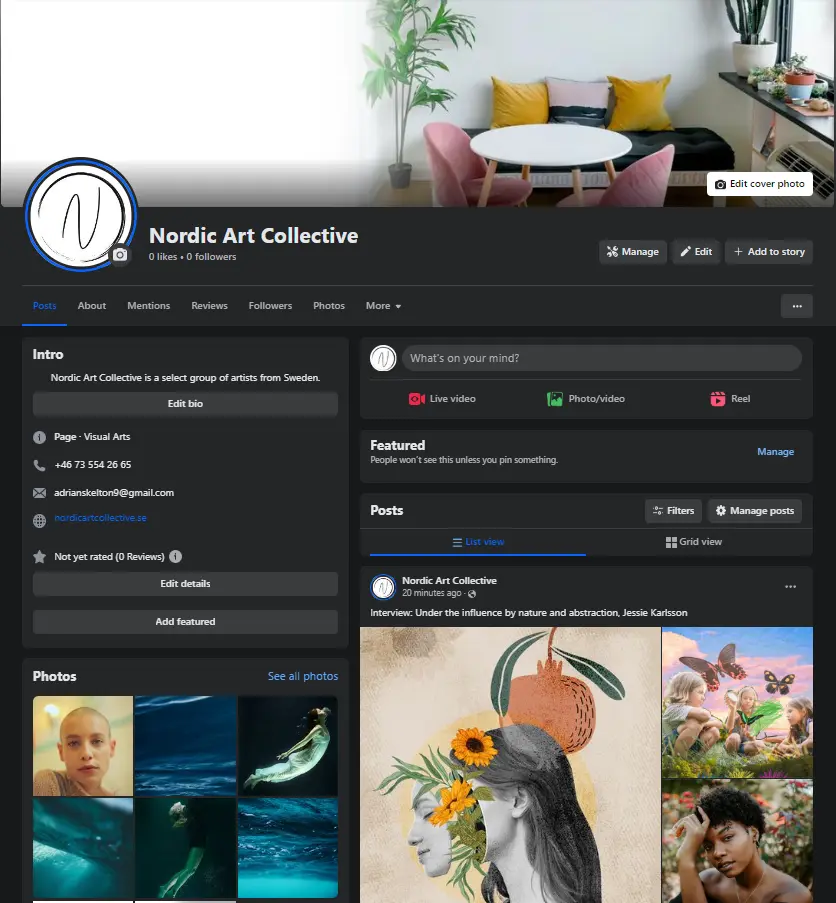 Edit cover photo
N
Nordic Art Collective
0 likes • 0 followers
Manage
Edit
+ Add to story
Posts
About
Mentions
Reviews
Followers
Photos
More
Intro
Nordic Art Collective is a select group of artists from Sweden.
Edit bio
Page · Visual Arts
+46 73 554 26 65
adrianskelton9@gmail.com
nordicartcollective.se
Not yet rated (0 Reviews)
Edit details
Add featured
Photos
See all photos
N
What's on your mind?
Live video
Photo/video
Reel
Featured
Manage
People won't see this unless you pin something.
Posts
Filters
Manage posts
List view
Grid view
N
Nordic Art Collective
20 minutes ago ·
Interview: Under the influence by nature and abstraction, Jessie Karlsson